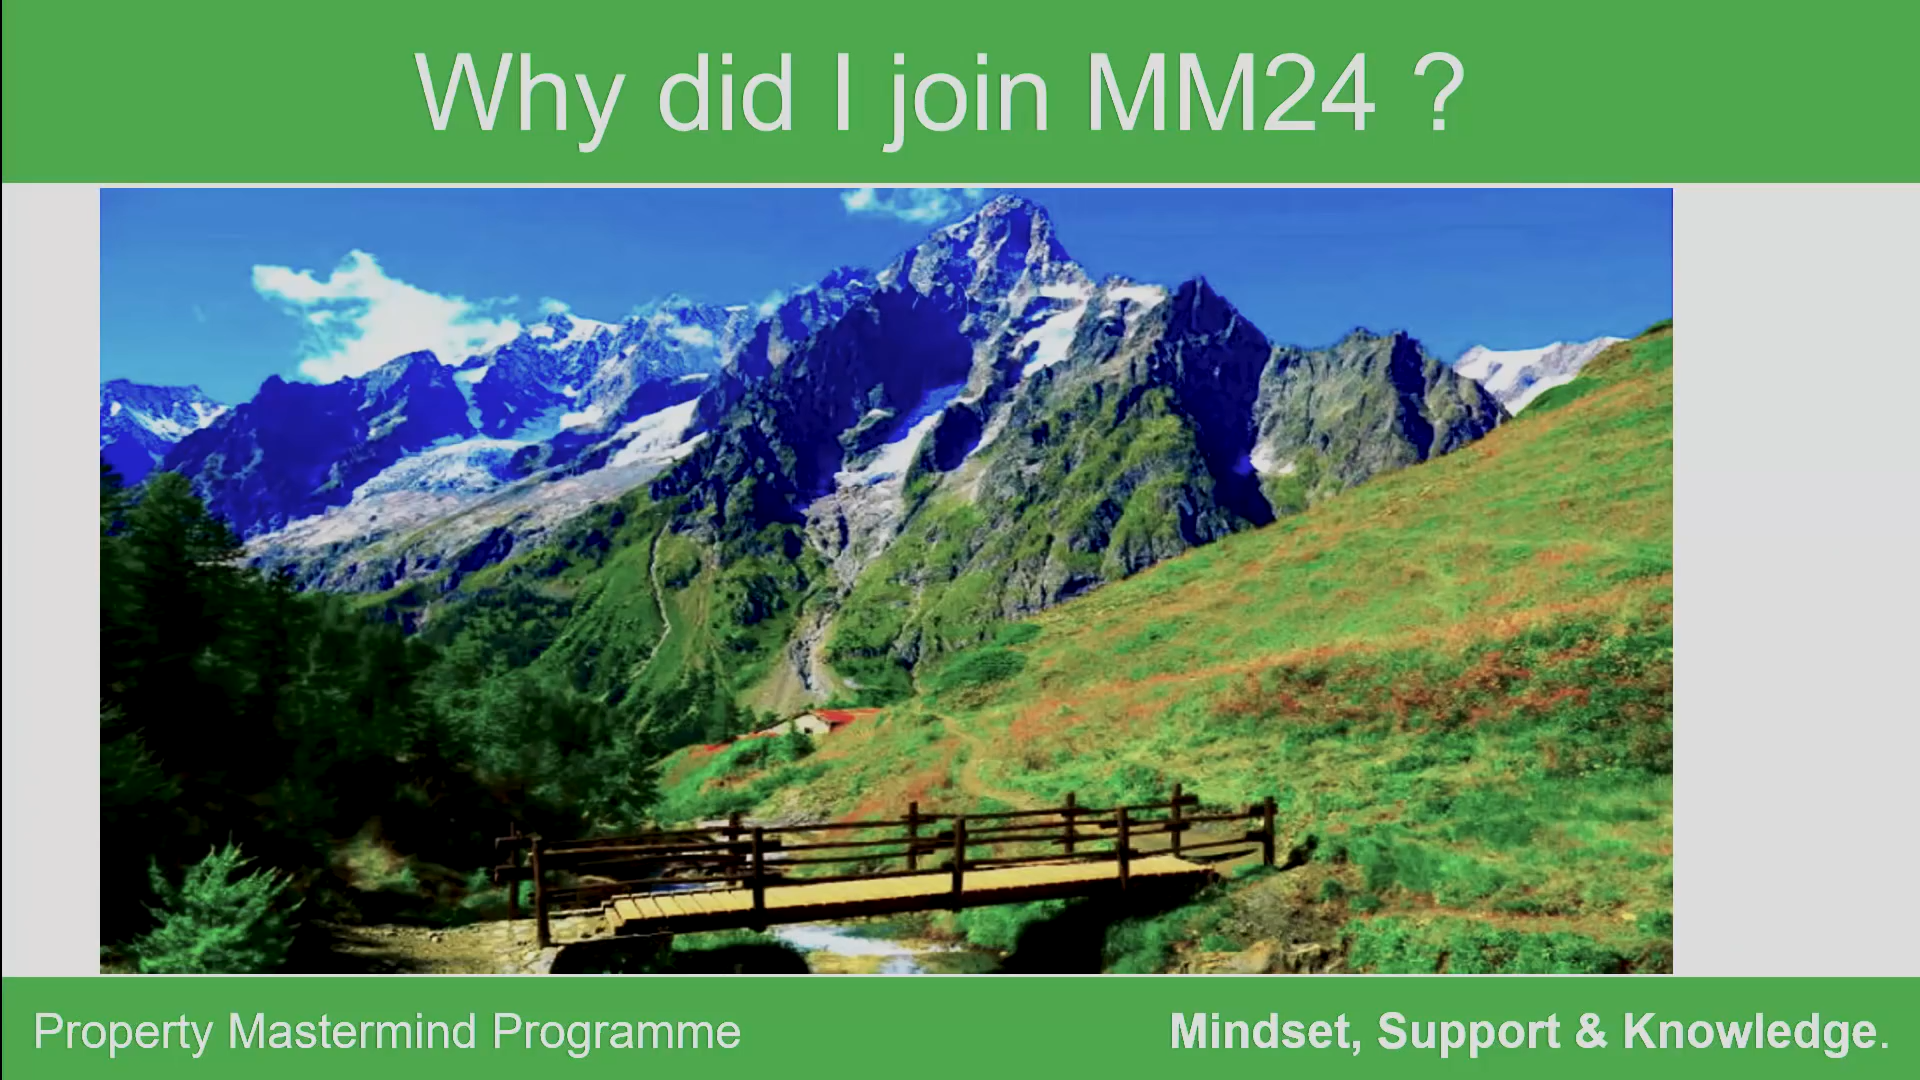 Why did I join MM24 ?
Property Mastermind Programme
Mindset, Support & Knowledge.